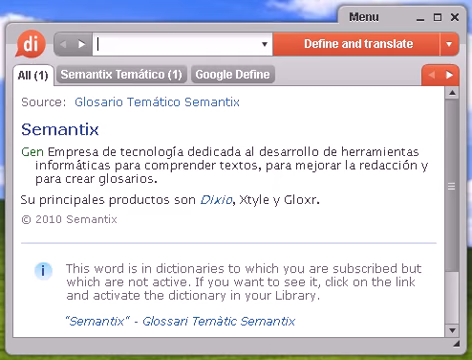 Menu
di
Define and translate
All (1) Semantix Temático (1) Google Define
Source: Glosario Temático Semantix
Semantix
Gen Empresa de tecnología dedicada al desarrollo de herramientas
informáticas para comprender textos, para mejorar la redacción y
para crear glosarios.
Su principales productos son Dixio, Xtyle y Gloxr.
© 2010 Semantix
i
This word is in dictionaries to which you are subscribed but
which are not active. If you want to see it, click on the link
and activate the dictionary in your Library.
"Semantix" - Glossari Temàtic Semantix